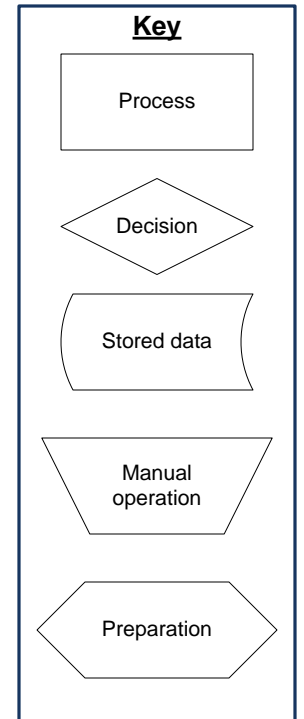 Key
Process
Decision
Stored data
Manual
operation
Preparation